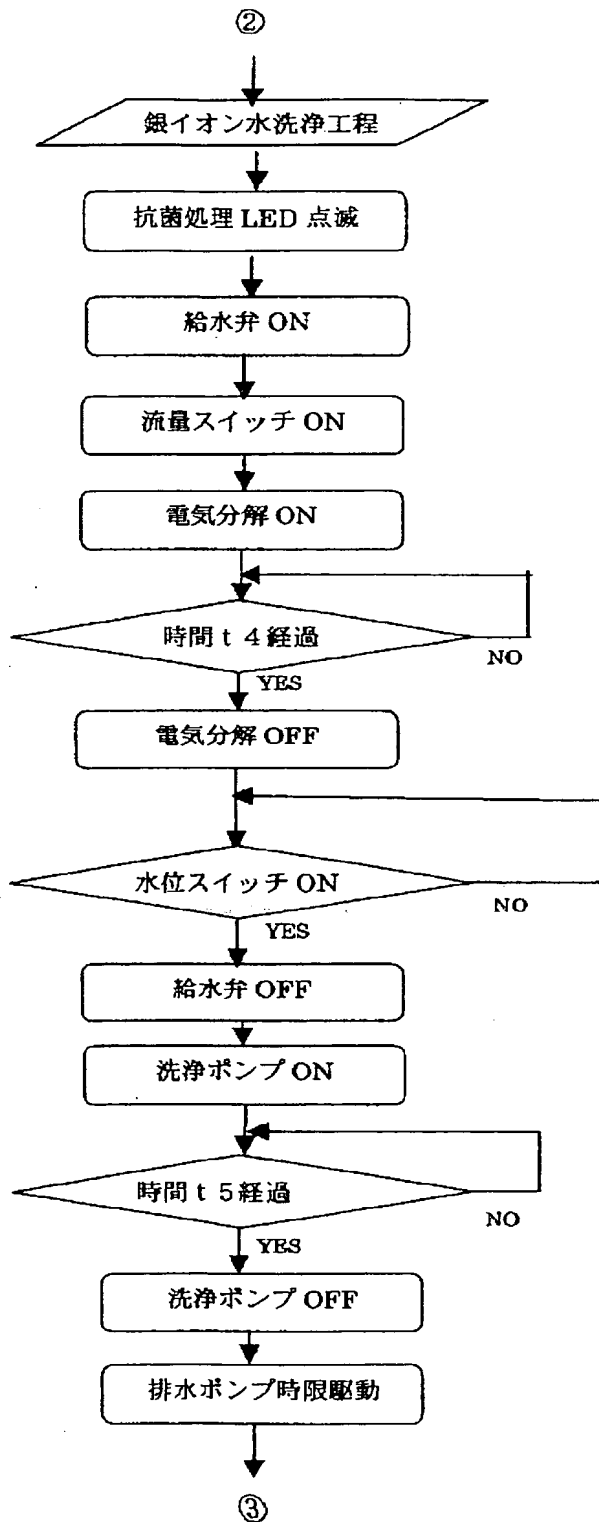 ②
銀イオン水洗浄工程
抗菌処理 LED 点滅
給水弁 ON
流量スイッチ ON
電気分解 ON
時間 t 4経過
NO
YES
電気分解 OFF
水位スイッチ ON
NO
YES
給水弁 OFF
洗浄ポンプ ON
時間 t 5経過
NO
YES
洗浄ポンプ OFF
排水ポンプ時限駆動
③